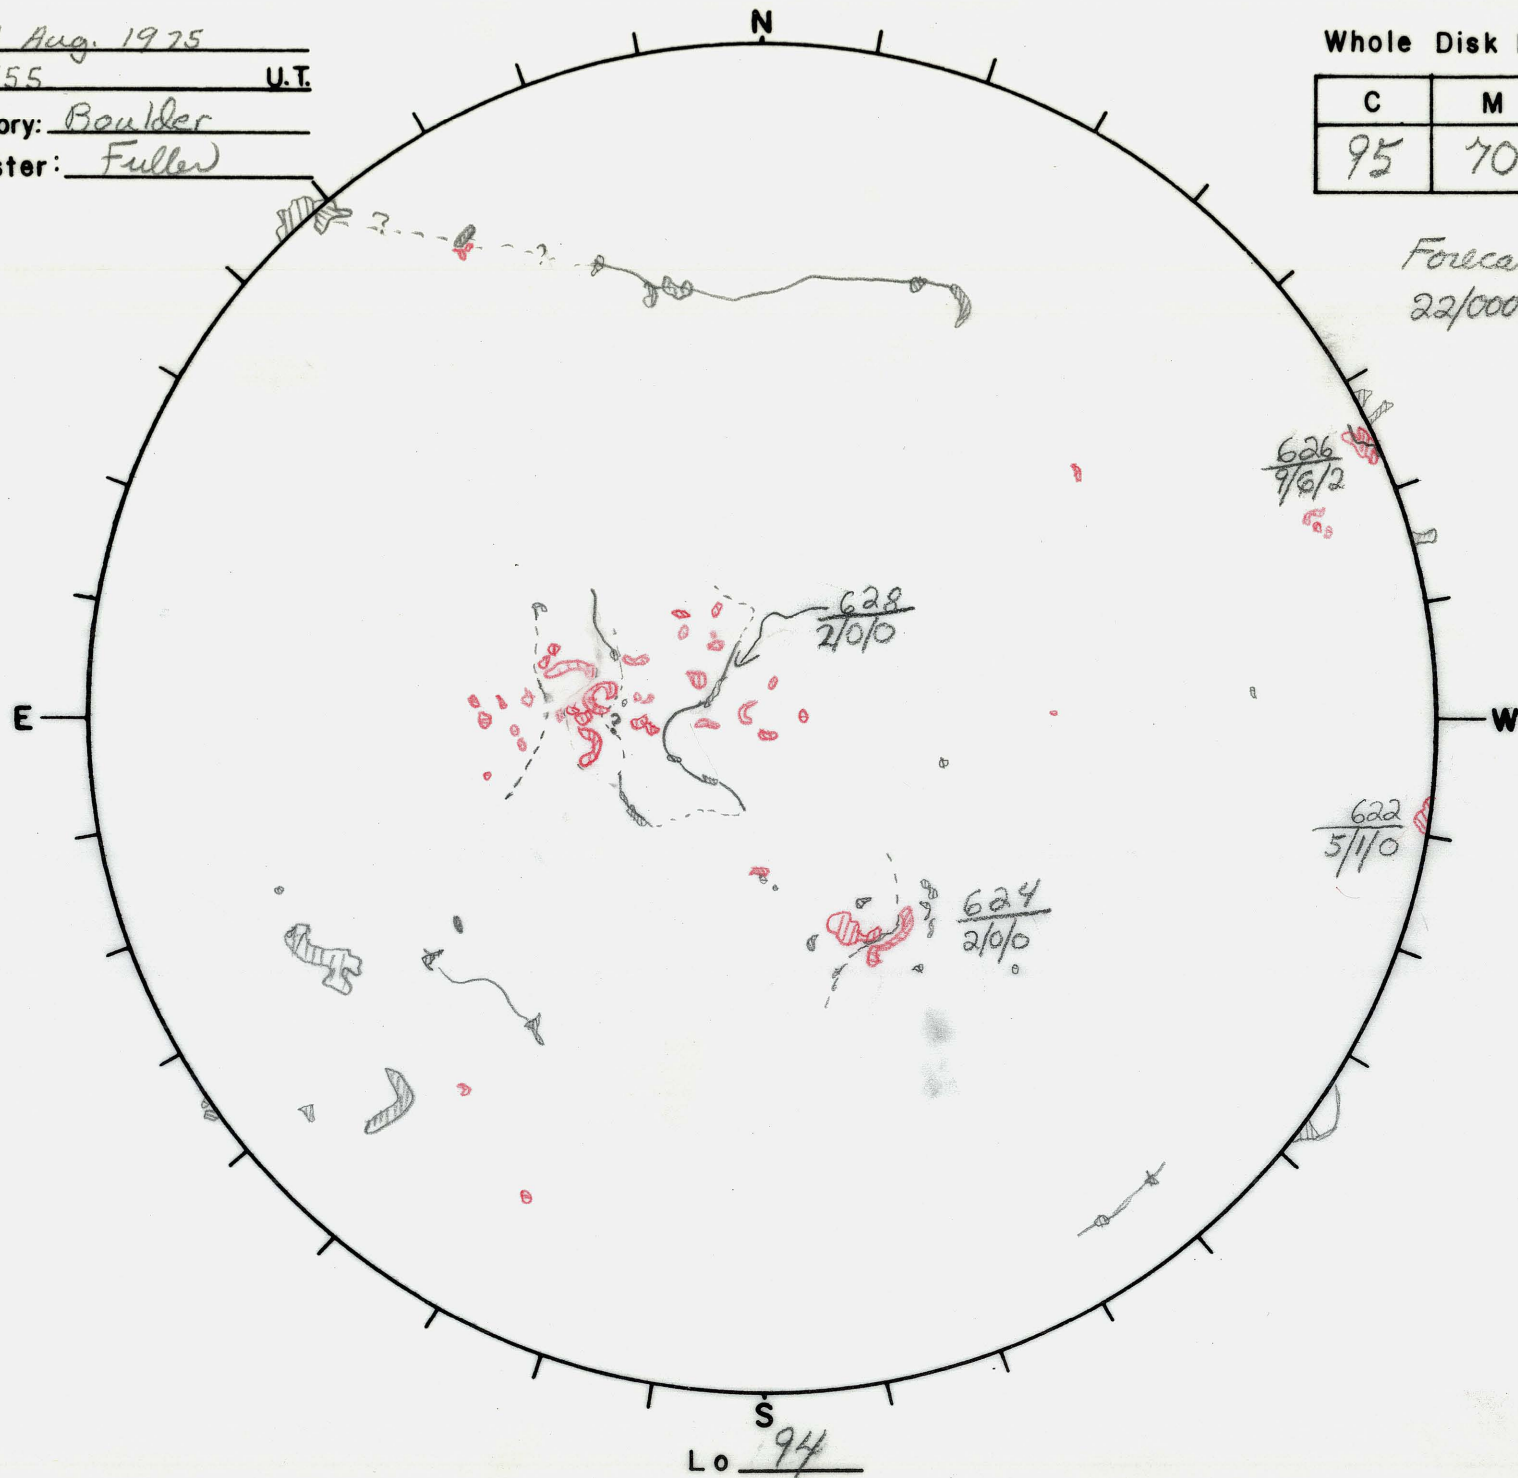 Aug. 1975
55 U.T.
ory: Boulder
ster: Fuller
N
Whole Disk
C M
95 70
Foreca
22/000
?
?
626
9/6/2
628
2/0/0
?
E
W
622
5/1/0
624
2/0/0
S
Lo 94